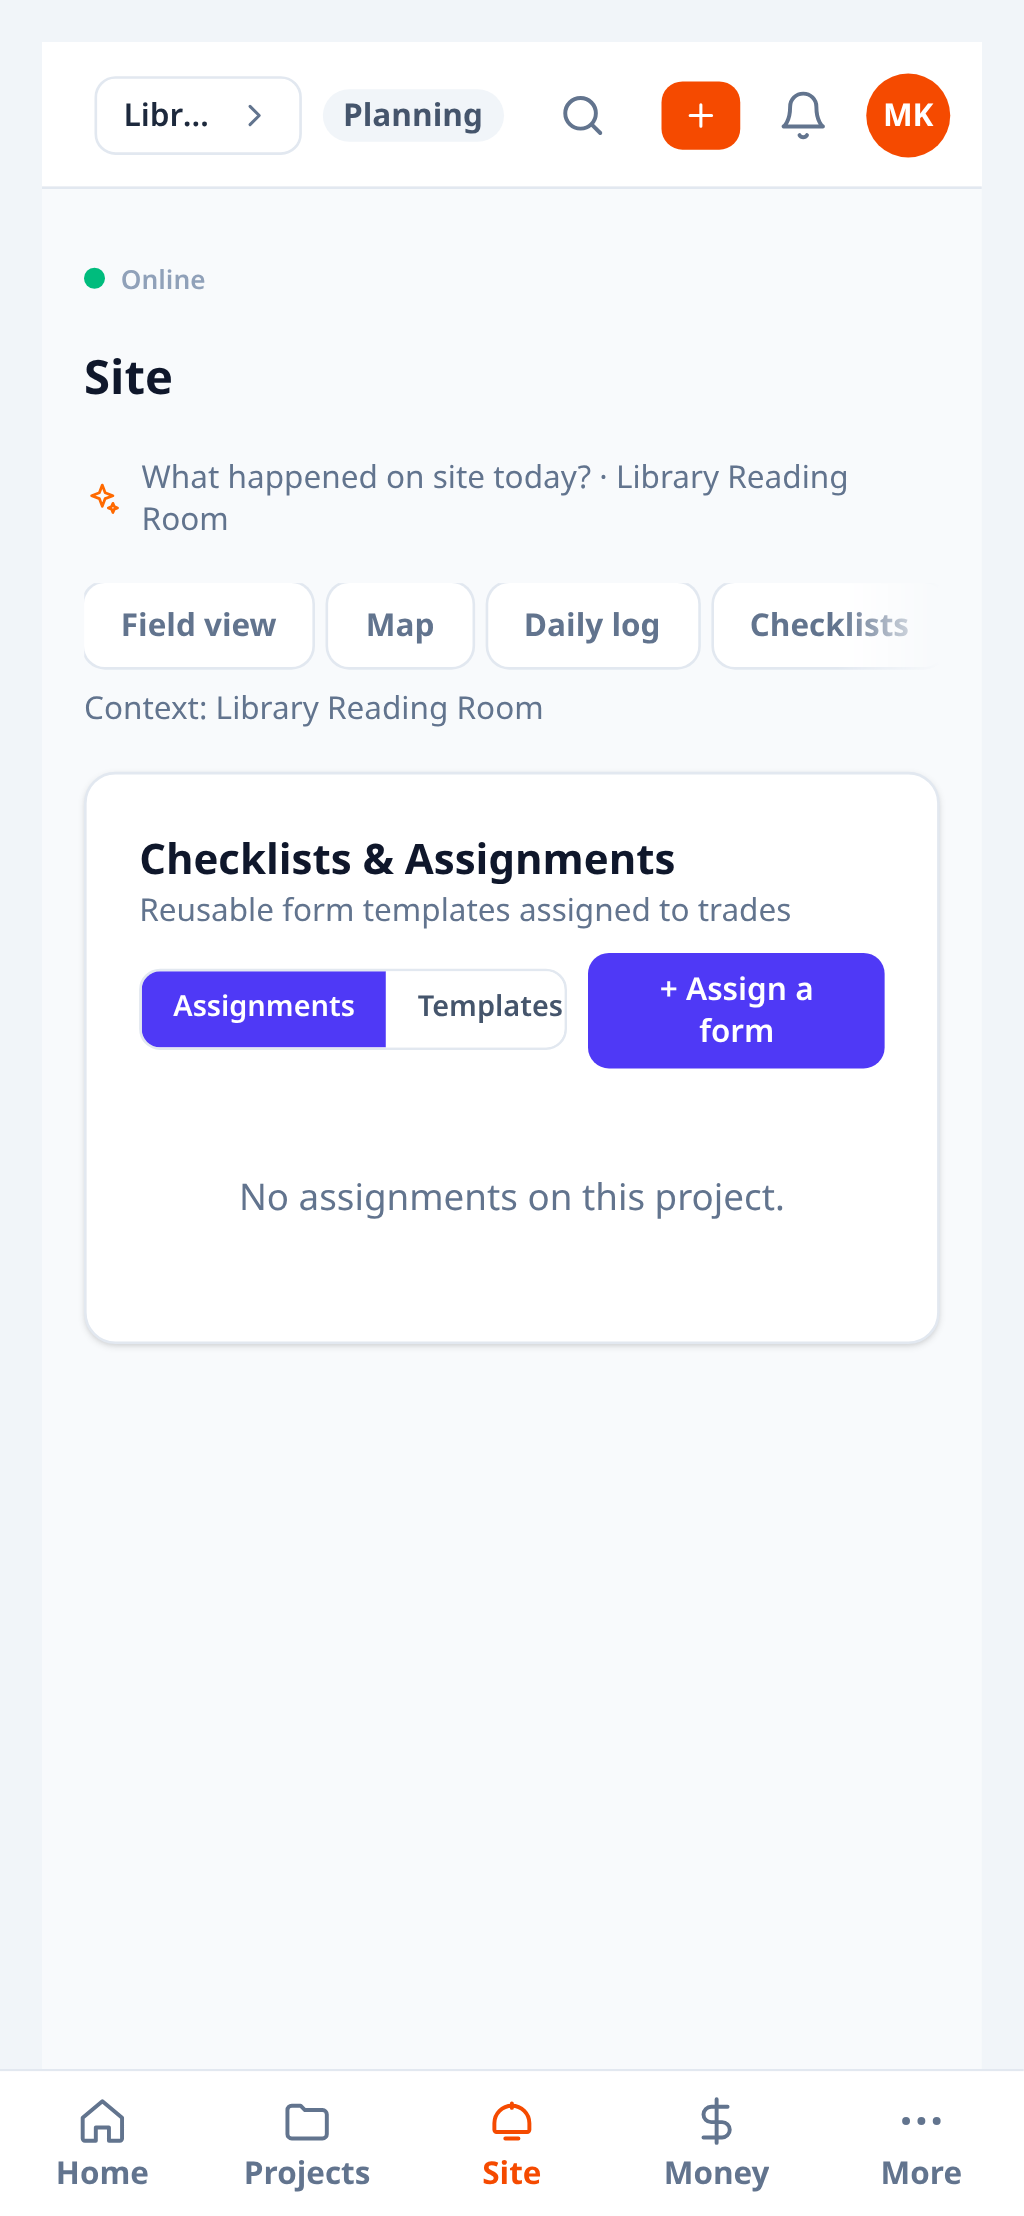 Libr...
Planning
MK
Online
Site
What happened on site today? · Library Reading
Room
Field view
Map
Daily log
Checklists
Context: Library Reading Room
Checklists & Assignments
Reusable form templates assigned to trades
Assignments
Templates
+ Assign a
form
No assignments on this project.
Home
Projects
Site
Money
More